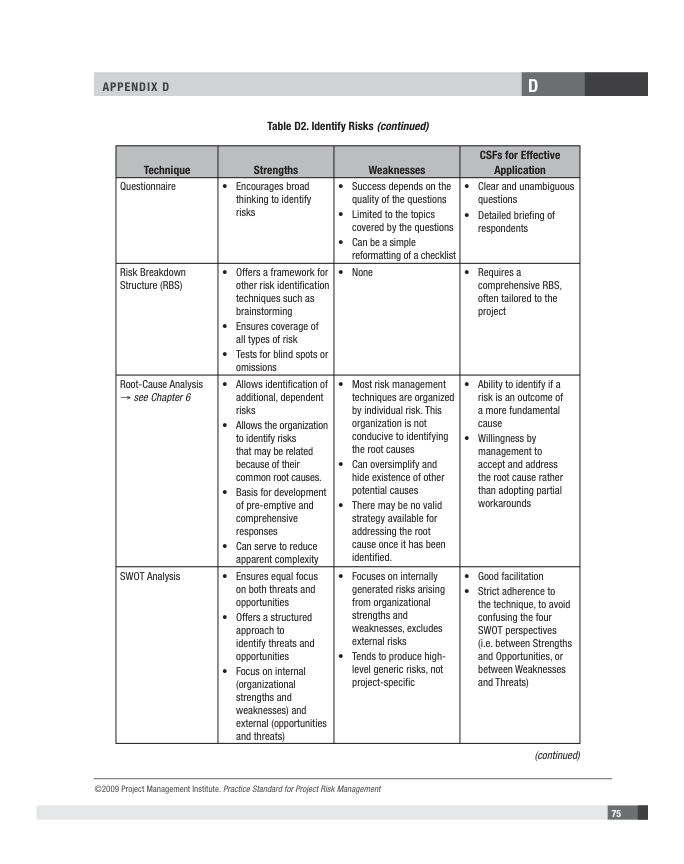 APPENDIX D
D
Table D2. Identify Risks (continued)
Technique
Strengths
Weaknesses
CSFs for Effective
Application
Questionnaire
• Encourages broad
thinking to identify
risks
• Success depends on the
quality of the questions
• Limited to the topics
covered by the questions
• Can be a simple
reformatting of a checklist
• Clear and unambiguous
questions
• Detailed briefing of
respondents
Risk Breakdown
Structure (RBS)
• Offers a framework for
other risk identification
techniques such as
brainstorming
• Ensures coverage of
all types of risk
• Tests for blind spots or
omissions
• None
• Requires a
comprehensive RBS,
often tailored to the
project
Root-Cause Analysis
→ see Chapter 6
• Allows identification of
additional, dependent
risks
• Allows the organization
to identify risks
that may be related
because of their
common root causes.
• Basis for development
of pre-emptive and
comprehensive
responses
• Can serve to reduce
apparent complexity
• Most risk management
techniques are organized
by individual risk. This
organization is not
conducive to identifying
the root causes
• Can oversimplify and
hide existence of other
potential causes
• There may be no valid
strategy available for
addressing the root
cause once it has been
identified.
• Ability to identify if a
risk is an outcome of
a more fundamental
cause
• Willingness by
management to
accept and address
the root cause rather
than adopting partial
workarounds
SWOT Analysis
• Ensures equal focus
on both threats and
opportunities
• Offers a structured
approach to
identify threats and
opportunities
• Focus on internal
(organizational
strengths and
weaknesses) and
external (opportunities
and threats)
• Focuses on internally
generated risks arising
from organizational
strengths and
weaknesses, excludes
external risks
• Tends to produce high-
level generic risks, not
project-specific
• Good facilitation
• Strict adherence to
the technique, to avoid
confusing the four
SWOT perspectives
(i.e. between Strengths
and Opportunities, or
between Weaknesses
and Threats)
(continued)
©2009 Project Management Institute. Practice Standard for Project Risk Management
75